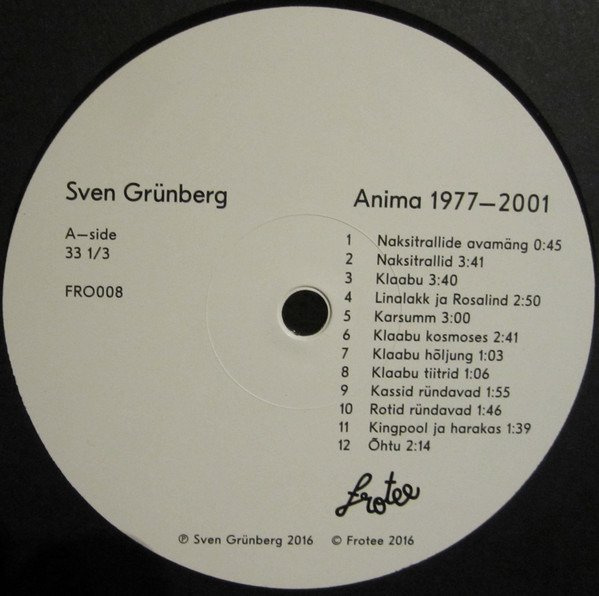 Sven Grünberg
Anima 1977—2001
A—side
33 1/3
FRO008
1 Naksitrallide avamäng 0:45
2 Naksitrallid 3:41
3 Klaabu 3:40
4 Linalakk ja Rosalind 2:50
5 Karsumm 3:00
6 Klaabu kosmoses 2:41
7 Klaabu hõljung 1:03
8 Klaabu tiitrid 1:06
9 Kassid ründavad 1:55
10 Rotid ründavad 1:46
11 Kingpool ja harakas 1:39
12 Õhtu 2:14
frotee
℗ Sven Grünberg 2016 © Frotee 2016